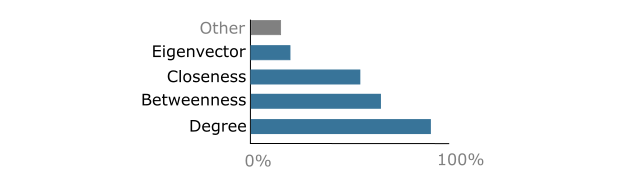 Other
Eigenvector
Closeness
Betweenness
Degree
0% 100%